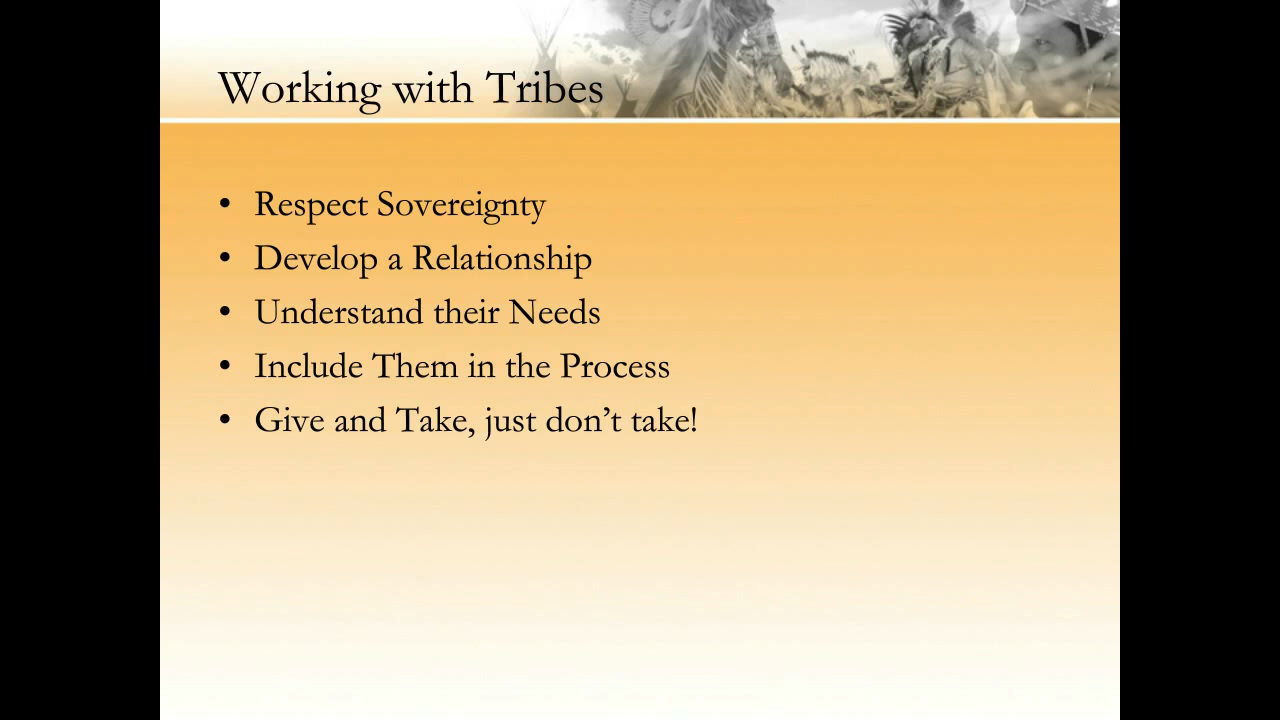 Working with Tribes
• Respect Sovereignty
• Develop a Relationship
• Understand their Needs
• Include Them in the Process
• Give and Take, just don’t take!